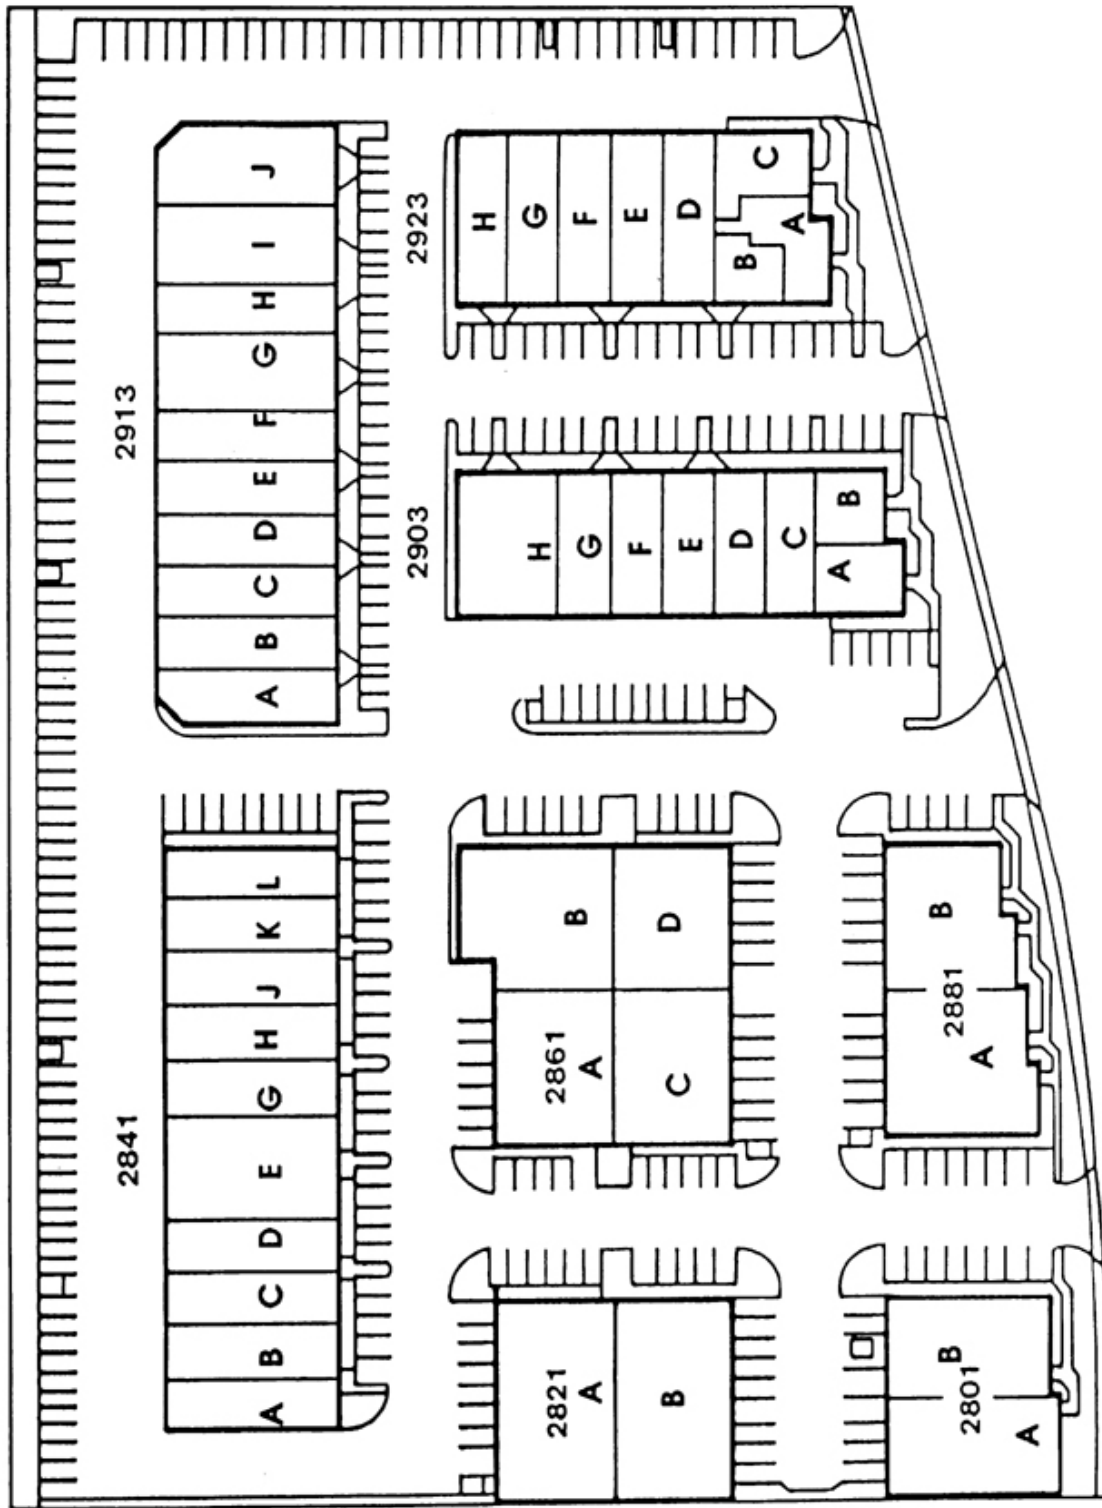 2841
A B C D E G H J K L
2913
A B C D E F G H I J
2821
A
B
2861
A B
C D
2903
H
G
F
E
D
C
A B
2923
H
G
F
E
D
B C
A
B
2801
A
B
2881
A